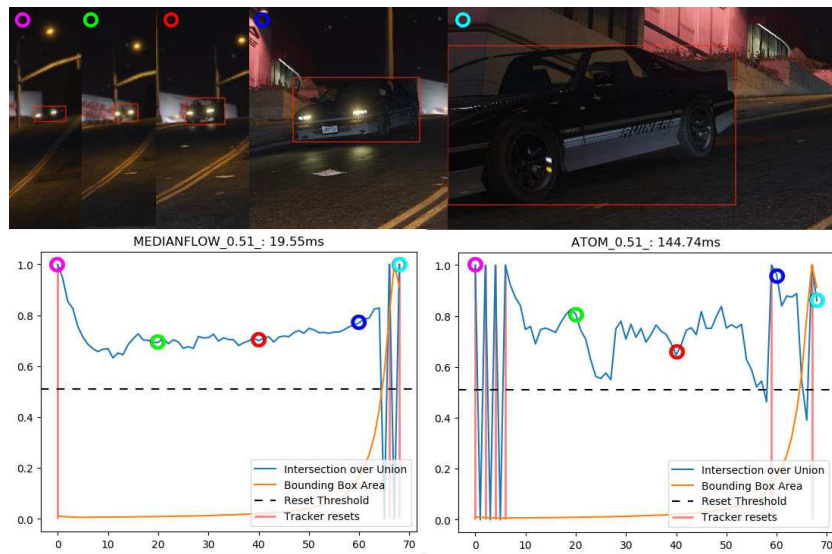 RUINER
MEDIANFLOW_0.51_: 19.55ms
1.0
0.8
0.6
0.4
0.2
0.0
0
10
20
30
40
50
60
70
Intersection over Union
Bounding Box Area
Reset Threshold
Tracker resets
ATOM_0.51_: 144.74ms
1.0
0.8
0.6
0.4
0.2
0.0
0
10
20
30
40
50
60
70
Intersection over Union
Bounding Box Area
Reset Threshold
Tracker resets